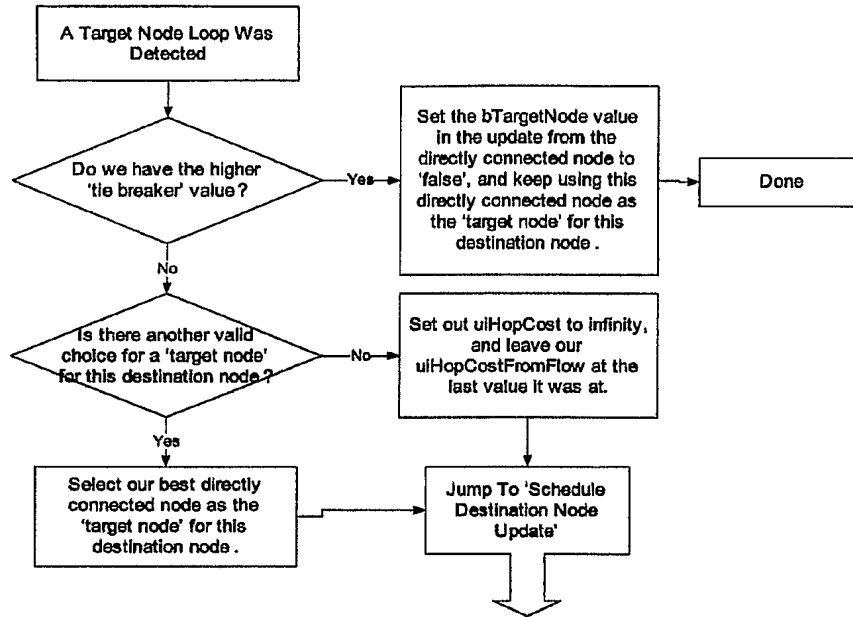 A Target Node Loop Was
Detected
Do we have the higher
'tie breaker' value?
Yes
Set the bTargetNode value
in the update from the
directly connected node to
'false', and keep using this
directly connected node as
the 'target node' for this
destination node.
Done
No
Is there another valid
choice for a 'target node'
for this destination node?
No
Set out uiHopCost to infinity,
and leave our
uiHopCostFromFlow at the
last value it was at.
Yes
Select our best directly
connected node as the
'target node' for this
destination node.
Jump To 'Schedule
Destination Node
Update'